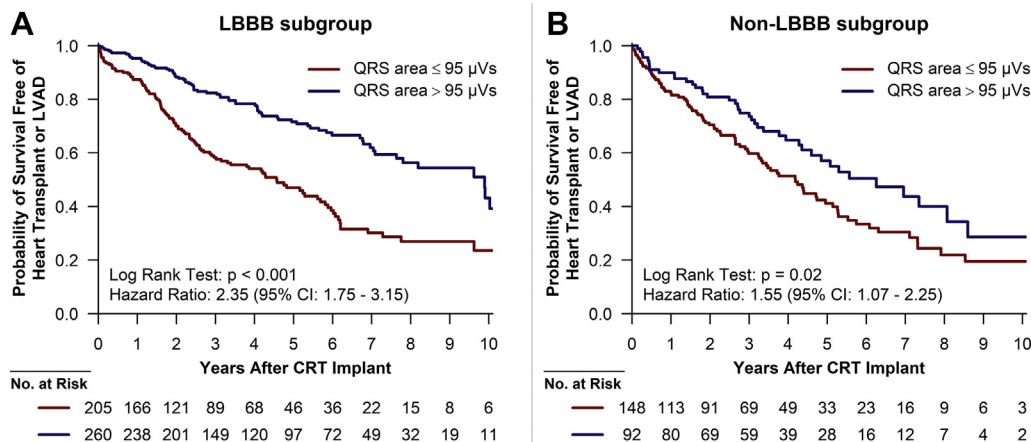 A
LBBB subgroup
Probability of Survival Free of
Heart Transplant or LVAD
1.0
0.8
0.6
0.4
0.2
0.0
QRS area ≤ 95 µVs
QRS area > 95 µVs
Log Rank Test: p < 0.001
Hazard Ratio: 2.35 (95% CI: 1.75 - 3.15)
0 1 2 3 4 5 6 7 8 9 10
Years After CRT Implant
No. at Risk
205 166 121 89 68 46 36 22 15 8 6
260 238 201 149 120 97 72 49 32 19 11
B
Non-LBBB subgroup
Probability of Survival Free of
Heart Transplant or LVAD
1.0
0.8
0.6
0.4
0.2
0.0
QRS area ≤ 95 µVs
QRS area > 95 µVs
Log Rank Test: p = 0.02
Hazard Ratio: 1.55 (95% CI: 1.07 - 2.25)
0 1 2 3 4 5 6 7 8 9 10
Years After CRT Implant
No. at Risk
148 113 91 69 49 33 23 16 9 6 3
92 80 69 59 39 28 16 12 7 4 2